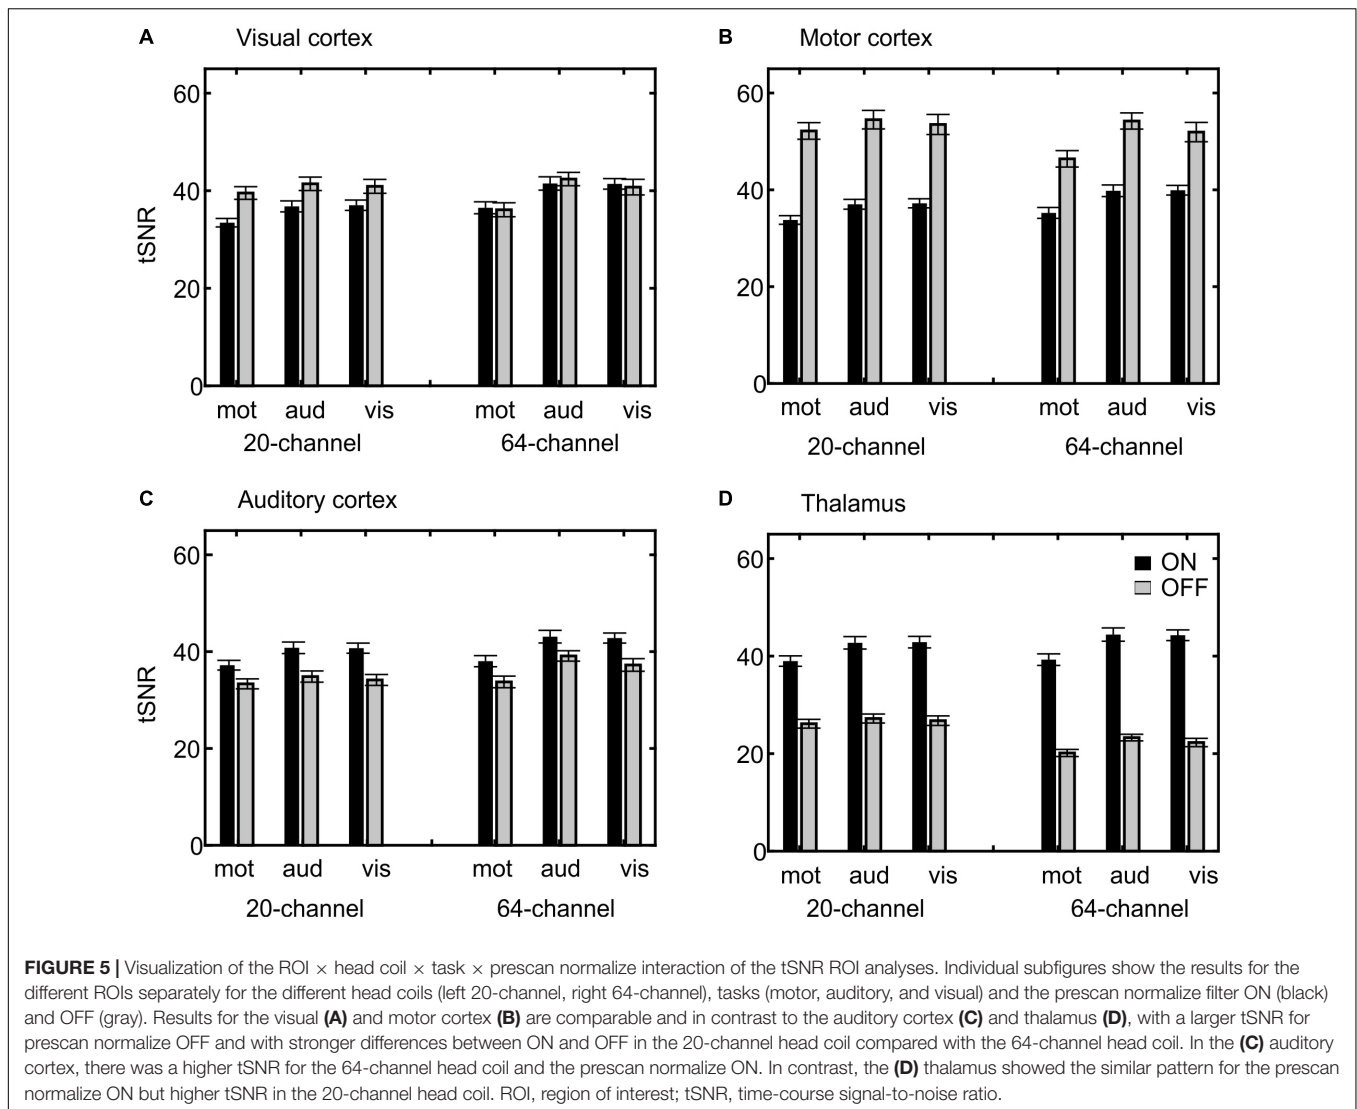 A Visual cortex
60
40
20
0
tSNR
mot aud vis mot aud vis
20-channel 64-channel
B Motor cortex
60
40
20
0
mot aud vis mot aud vis
20-channel 64-channel
C Auditory cortex
60
40
20
0
tSNR
mot aud vis mot aud vis
20-channel 64-channel
D Thalamus
ON
OFF
60
40
20
0
mot aud vis mot aud vis
20-channel 64-channel
FIGURE 5 | Visualization of the ROI × head coil × task × prescan normalize interaction of the tSNR ROI analyses. Individual subfigures show the results for the
different ROIs separately for the different head coils (left 20-channel, right 64-channel), tasks (motor, auditory, and visual) and the prescan normalize filter ON (black)
and OFF (gray). Results for the visual (A) and motor cortex (B) are comparable and in contrast to the auditory cortex (C) and thalamus (D), with a larger tSNR for
prescan normalize OFF and with stronger differences between ON and OFF in the 20-channel head coil compared with the 64-channel head coil. In the (C) auditory
cortex, there was a higher tSNR for the 64-channel head coil and the prescan normalize ON. In contrast, the (D) thalamus showed the similar pattern for the prescan
normalize ON but higher tSNR in the 20-channel head coil. ROI, region of interest; tSNR, time-course signal-to-noise ratio.